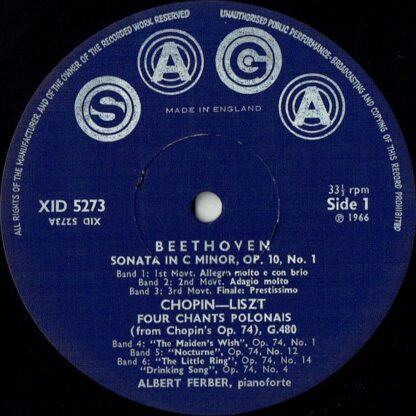 ALL RIGHTS OF THE MANUFACTURER, AND OF THE OWNER OF THE RECORDED WORK RESERVED
UNAUTHORISED PUBLIC PERFORMANCE, BROADCASTING AND COPYING OF THIS RECORD PROHIBITED
SAGA
MADE IN ENGLAND
XID 5273
XID 5273A
33⅓ rpm
Side 1
℗ 1966
BEETHOVEN
SONATA IN C MINOR, OP. 10, No. 1
Band 1: 1st Movt. Allegro molto e con brio
Band 2: 2nd Movt. Adagio molto
Band 3: 3rd Movt. Finale: Prestissimo
CHOPIN—LISZT
FOUR CHANTS POLONAIS
(from Chopin's Op. 74), G.480
Band 4: "The Maiden's Wish", Op. 74, No. 1
Band 5: "Nocturne", Op. 74, No. 12
Band 6: "The Little Ring", Op. 74, No. 14
"Drinking Song", Op. 74, No. 4
ALBERT FERBER, pianoforte